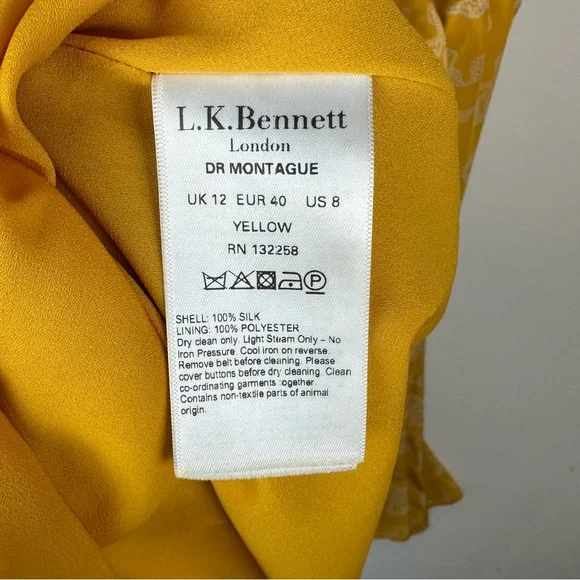 L.K.Bennett
London
DR MONTAGUE
UK 12 EUR 40 US 8
YELLOW
RN 132258
P
SHELL: 100% SILK
LINING: 100% POLYESTER
Dry clean only. Light Steam Only - No
Iron Pressure. Cool iron on reverse.
Remove belt before cleaning. Please
cover buttons before dry cleaning. Clean
co-ordinating garments together.
Contains non-textile parts of animal
origin.